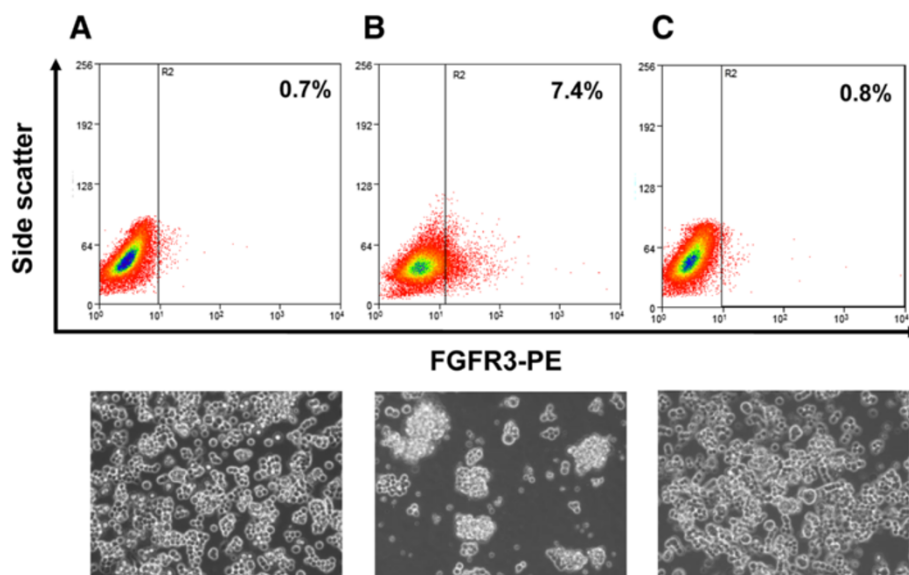 A B C
R2 R2 R2
0.7% 7.4% 0.8%
256 256 256
192 192 192
128 128 128
64 64 64
0 0 0
10⁰ 10¹ 10² 10³ 10⁴ 10⁰ 10¹ 10² 10³ 10⁴ 10⁰ 10¹ 10² 10³ 10⁴
Side scatter
FGFR3-PE